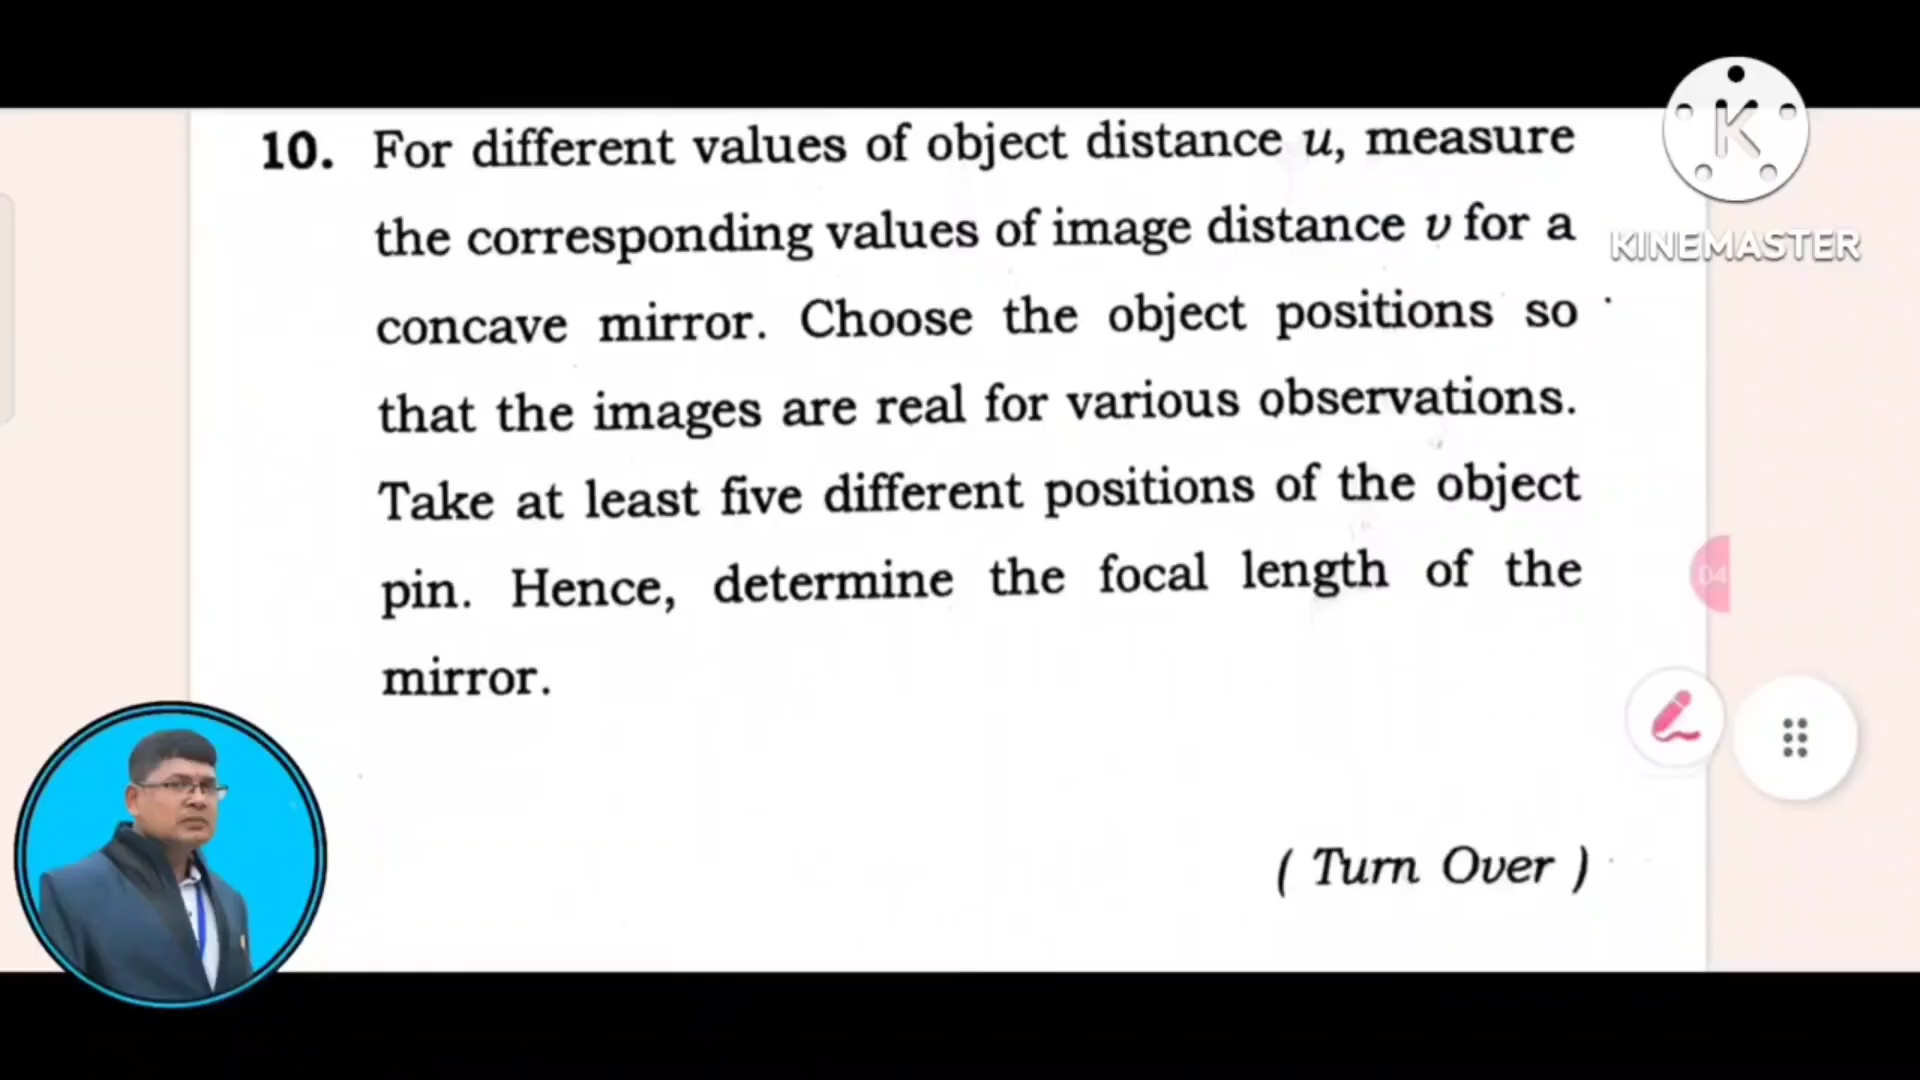 10. For different values of object distance u, measure
the corresponding values of image distance v for a
concave mirror. Choose the object positions so
that the images are real for various observations.
Take at least five different positions of the object
pin. Hence, determine the focal length of the
mirror.
( Turn Over )
K
KINEMASTER
04